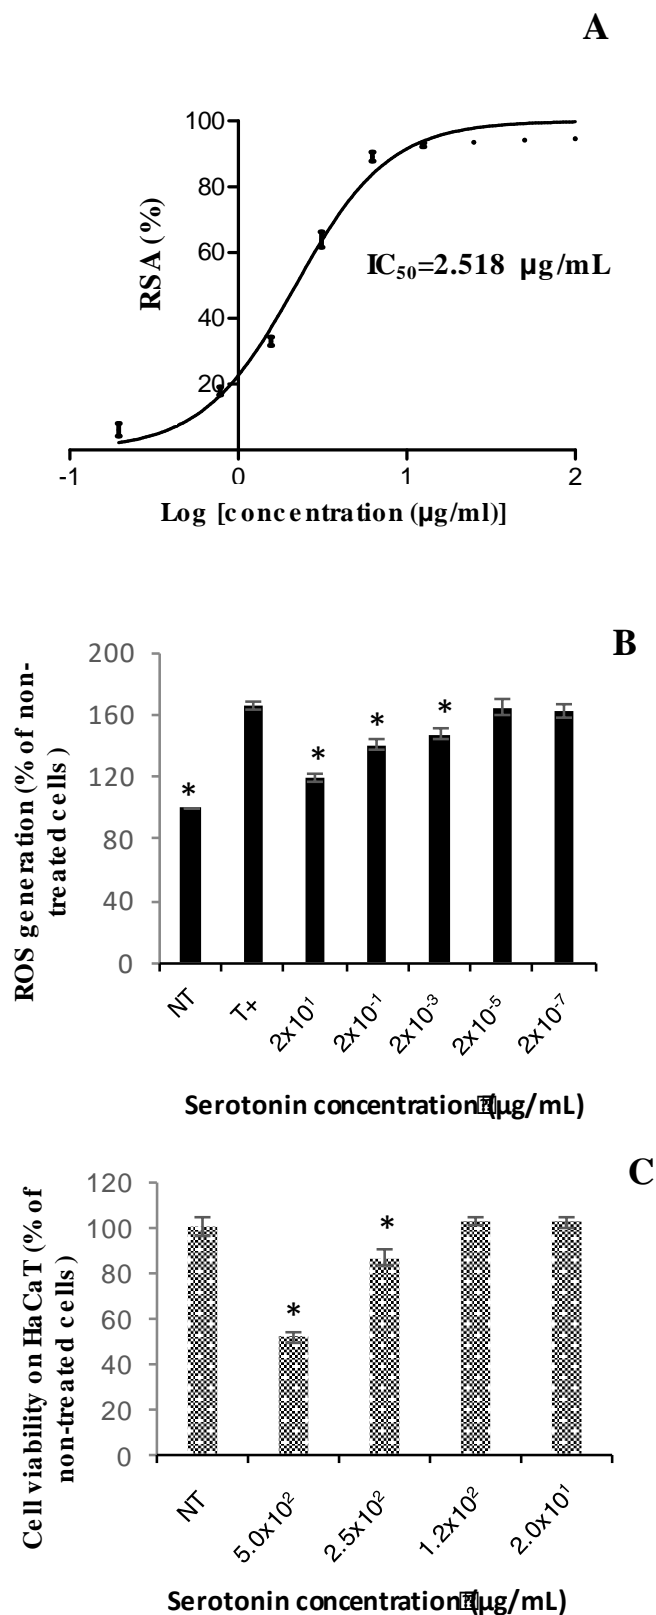 A
100
80
60
40
20
RSA (%)
IC₅₀=2.518 µg/mL
-1 0 1 2
Log [concentration (µg/ml)]
B
ROS generation (% of non-
treated cells)
200
160
120
80
40
0
* * * *
NT T+ 2x10¹ 2x10⁻¹ 2x10⁻³ 2x10⁻⁵ 2x10⁻⁷
Serotonin concentration (µg/mL)
C
Cell viability on HaCaT (% of
non-treated cells)
120
100
80
60
40
20
0
* *
NT 5.0x10² 2.5x10² 1.2x10² 2.0x10¹
Serotonin concentration (µg/mL)